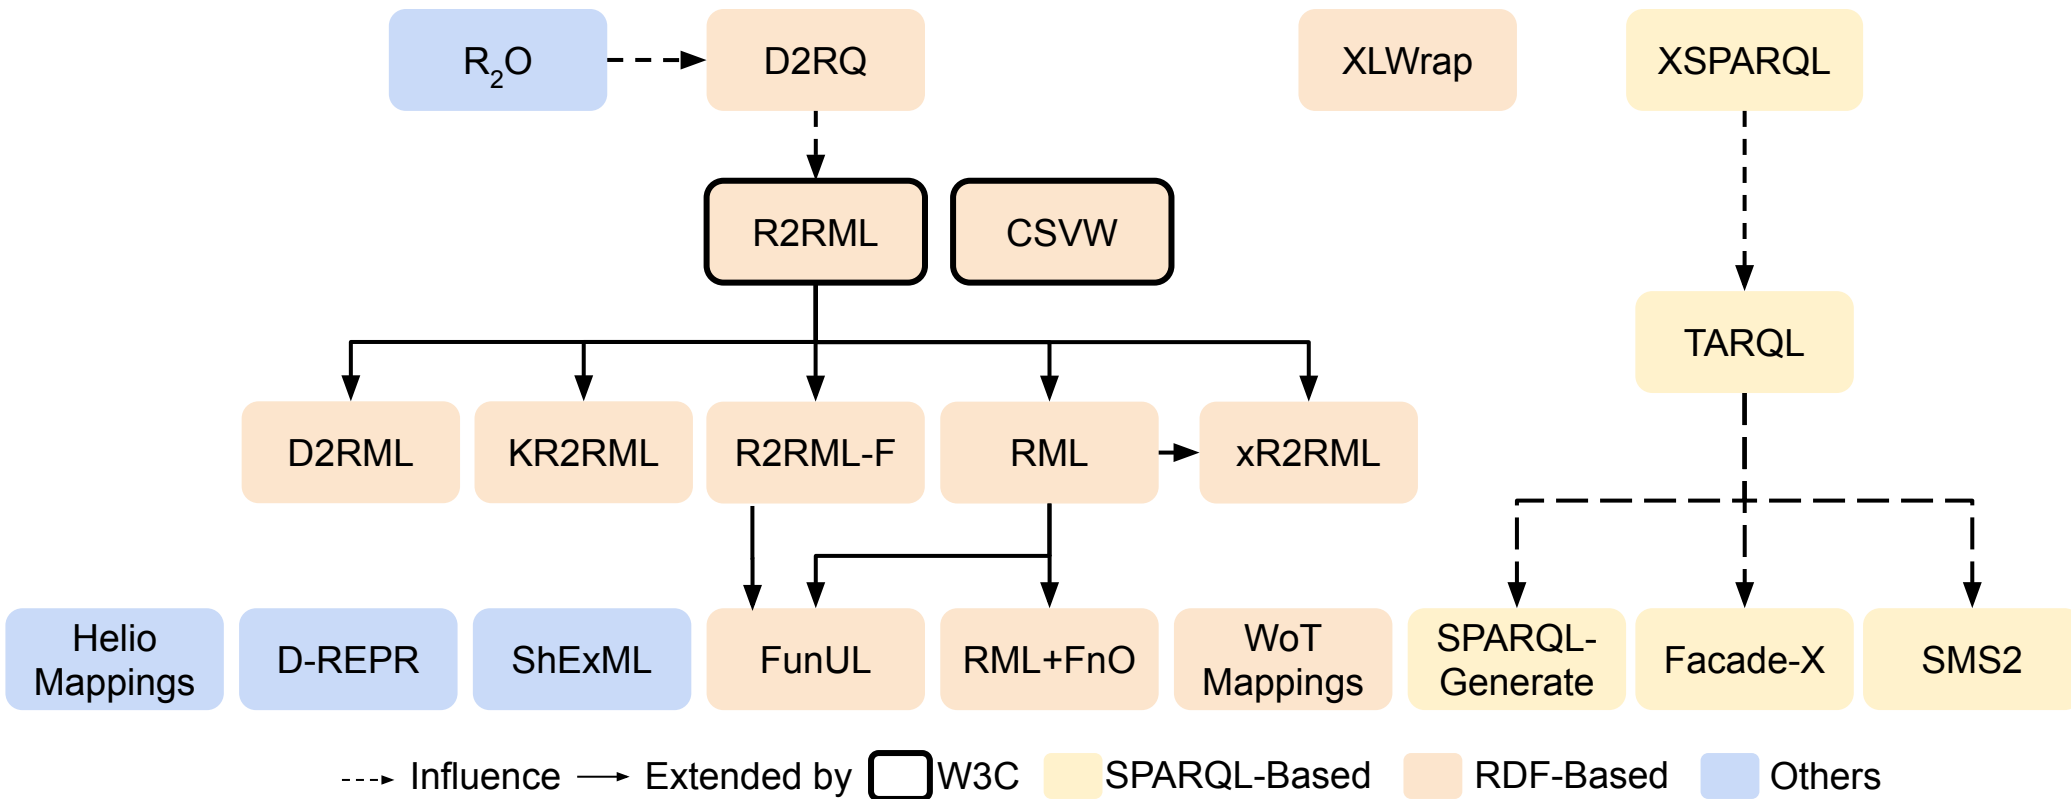 R2O
D2RQ
XLWrap
XSPARQL
R2RML
CSVW
TARQL
D2RML
KR2RML
R2RML-F
RML
xR2RML
Helio
Mappings
D-REPR
ShExML
FunUL
RML+FnO
WoT
Mappings
SPARQL-
Generate
Facade-X
SMS2
Influence
Extended by
W3C
SPARQL-Based
RDF-Based
Others